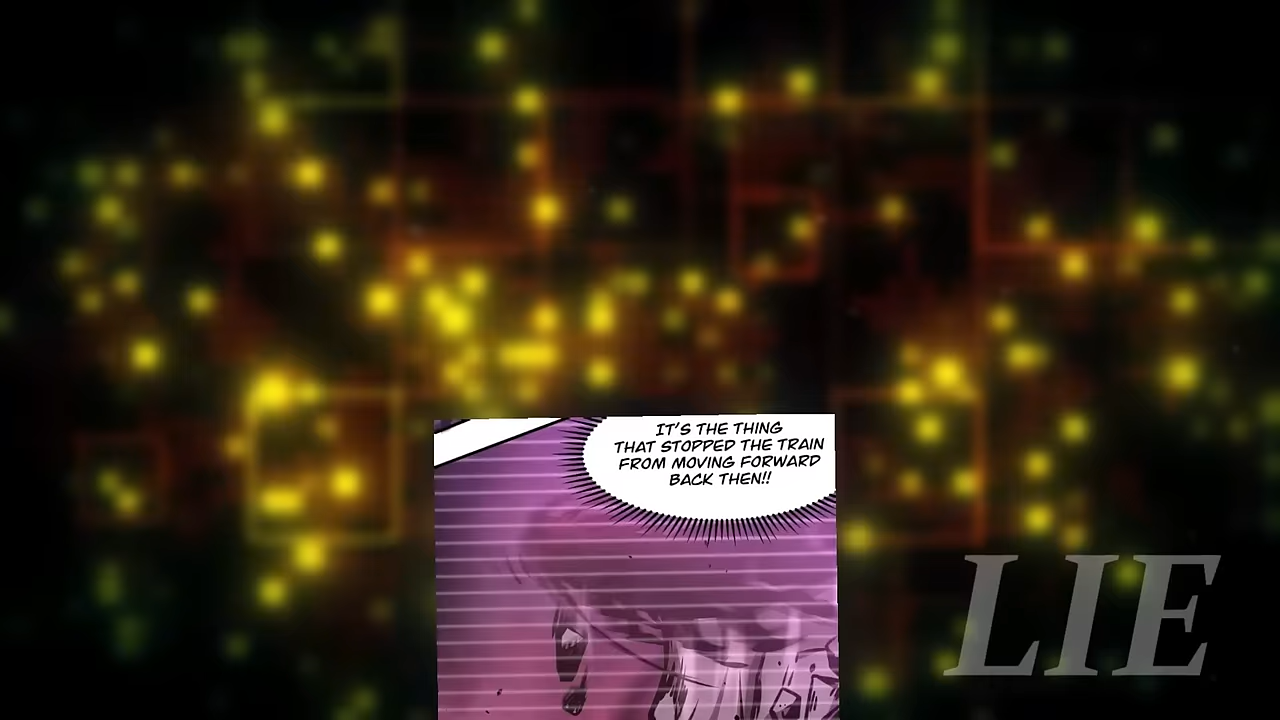 IT'S THE THING
THAT STOPPED THE TRAIN
FROM MOVING FORWARD
BACK THEN!!
LIE